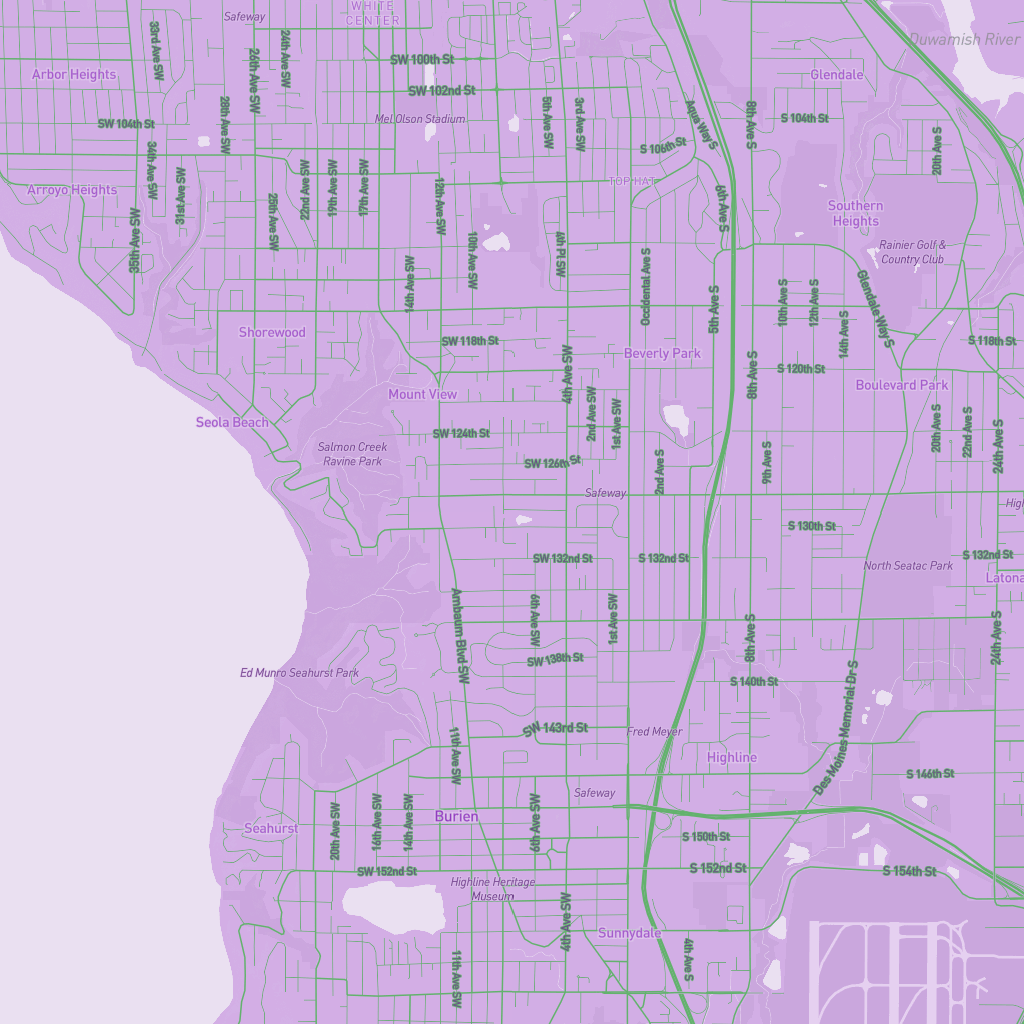 WHITE
CENTER
Safeway
33rd Ave SW
24th Ave SW
26th Ave SW
Duwamish River
SW 100th St
Arbor Heights
Glendale
SW 102nd St
28th Ave SW
5th Ave SW
3rd Ave SW
Aqua Way S
8th Ave S
S 104th St
Mel Olson Stadium
SW 104th St
20th Ave S
S 106th St
34th Ave SW
31st Ave SW
22nd Ave SW
19th Ave SW
17th Ave SW
12th Ave SW
TOP HAT
Arroyo Heights
6th Ave S
25th Ave SW
Southern
Heights
35th Ave SW
10th Ave SW
4th Pl SW
Rainier Golf &
Country Club
14th Ave SW
Occidental Ave S
5th Ave S
10th Ave S
12th Ave S
Glendale Way S
14th Ave S
Shorewood
SW 118th St
S 118th St
Beverly Park
4th Ave SW
8th Ave S
S 120th St
Boulevard Park
Mount View
2nd Ave SW
1st Ave SW
Seola Beach
20th Ave S
22nd Ave S
24th Ave S
SW 124th St
Salmon Creek
Ravine Park
9th Ave S
SW 126th St
2nd Ave S
Safeway
High
S 130th St
SW 132nd St
S 132nd St
S 132nd St
North Seatac Park
Latona
Ambaum Blvd SW
6th Ave SW
1st Ave SW
8th Ave S
24th Ave S
SW 138th St
Ed Munro Seahurst Park
S 140th St
Des Moines Memorial Dr S
SW 143rd St
Fred Meyer
11th Ave SW
Highline
S 146th St
Safeway
20th Ave SW
16th Ave SW
14th Ave SW
Burien
6th Ave SW
Seahurst
S 150th St
SW 152nd St
S 152nd St
S 154th St
Highline Heritage
Museum
4th Ave SW
Sunnydale
11th Ave SW
4th Ave S